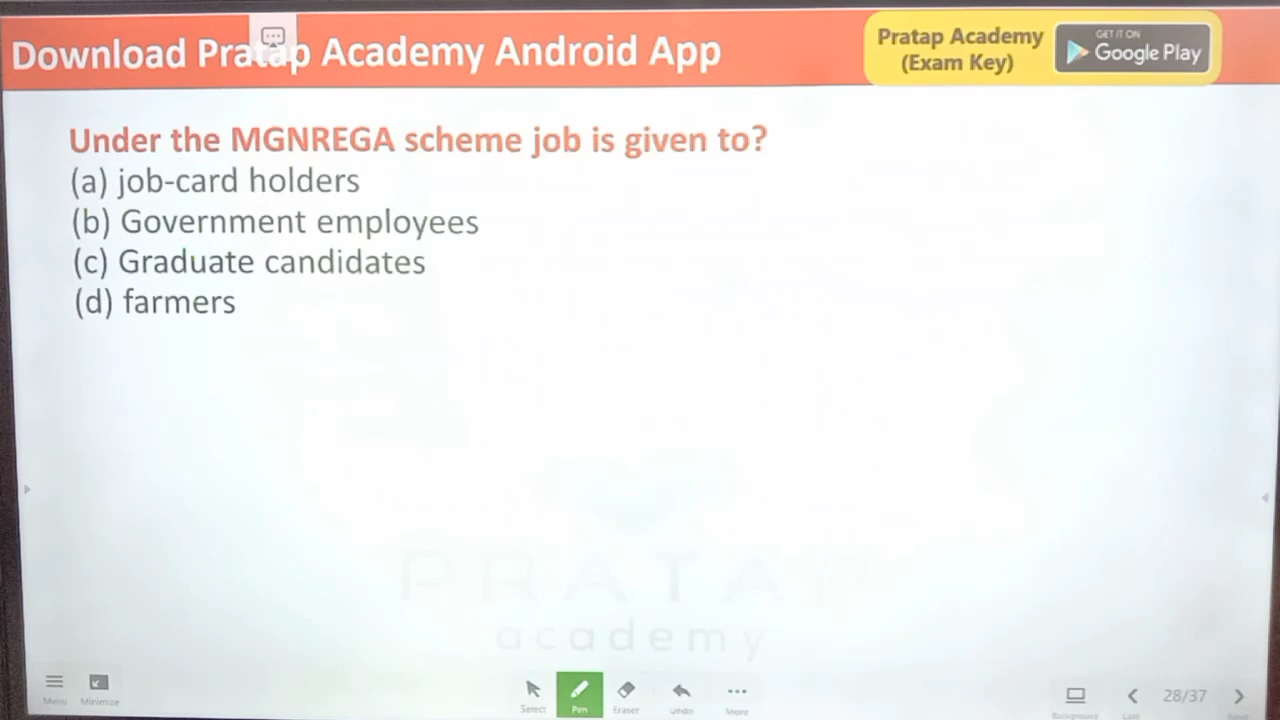 Download Pratap Academy Android App
Pratap Academy
(Exam Key)
GET IT ON
Google Play
Under the MGNREGA scheme job is given to?
(a) job-card holders
(b) Government employees
(c) Graduate candidates
(d) farmers
PRATAP
academy
Menu
Minimize
Select
Pen
Eraser
Undo
More
Background
Last
28/37